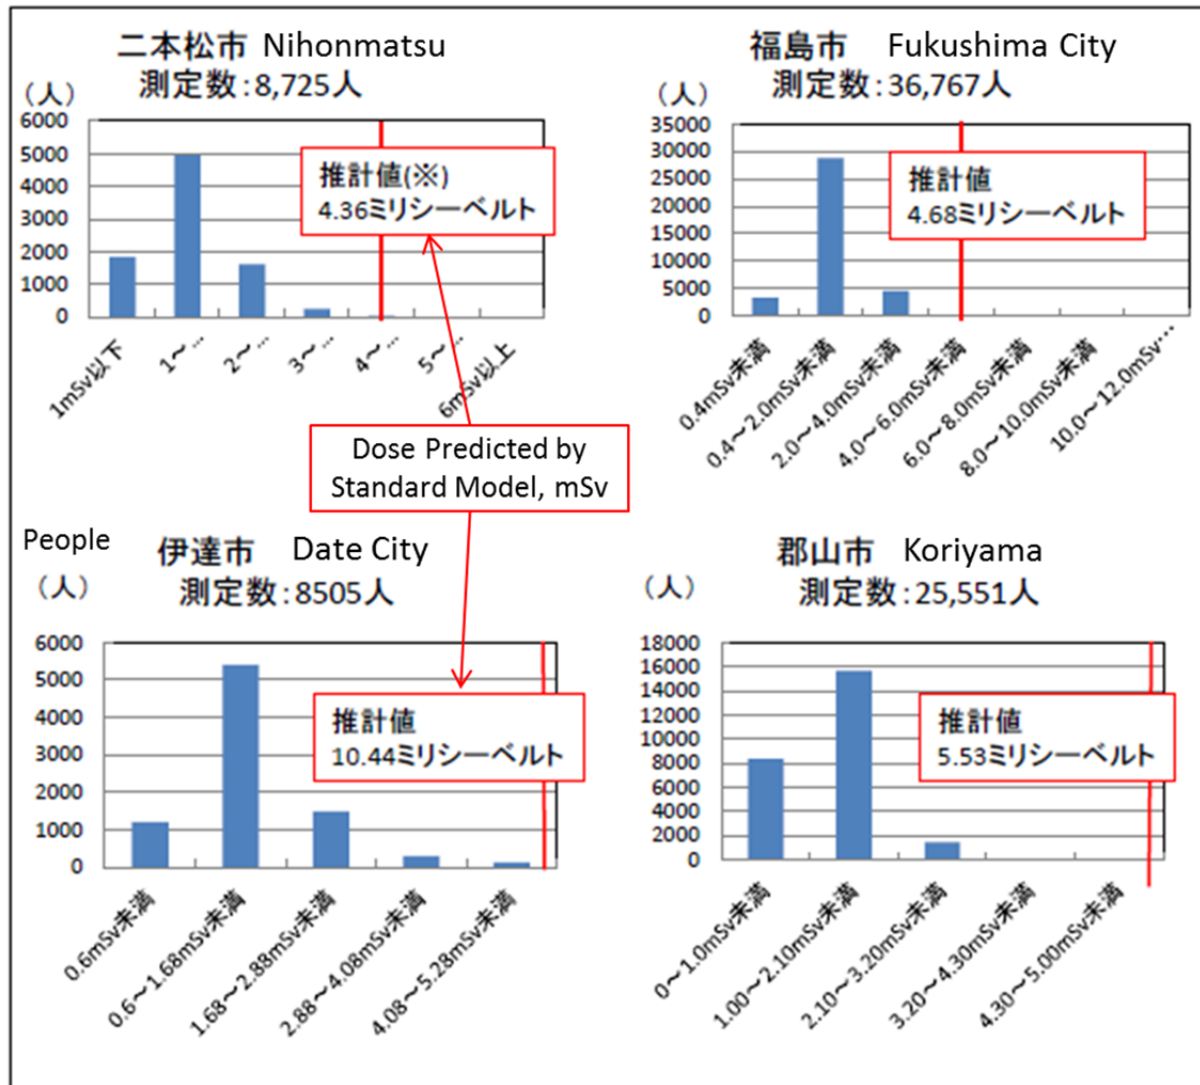 二本松市 Nihonmatsu
測定数:8,725人
(人)
6000
5000
4000
3000
2000
1000
0
推計値(※)
4.36ミリシーベルト
1mSv以下
1～…
2～…
3～…
4～…
5～…
6mSv以上
福島市 Fukushima City
測定数:36,767人
(人)
35000
30000
25000
20000
15000
10000
5000
0
推計値
4.68ミリシーベルト
0.4mSv未満
0.4～2.0mSv未満
2.0～4.0mSv未満
4.0～6.0mSv未満
6.0～8.0mSv未満
8.0～10.0mSv未満
10.0～12.0mSv…
Dose Predicted by
Standard Model, mSv
People
伊達市 Date City
(人)
測定数:8505人
6000
5000
4000
3000
2000
1000
0
推計値
10.44ミリシーベルト
0.6mSv未満
0.6～1.68mSv未満
1.68～2.88mSv未満
2.88～4.08mSv未満
4.08～5.28mSv未満
郡山市 Koriyama
(人)
測定数:25,551人
18000
16000
14000
12000
10000
8000
6000
4000
2000
0
推計値
5.53ミリシーベルト
0～1.0mSv未満
1.00～2.10mSv未満
2.10～3.20mSv未満
3.20～4.30mSv未満
4.30～5.00mSv未満